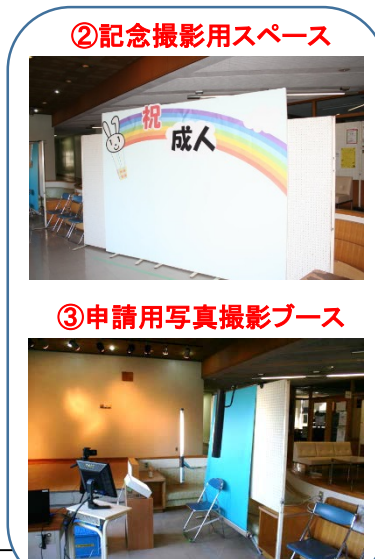 ②記念撮影用スペース
祝
成人
③申請用写真撮影ブース